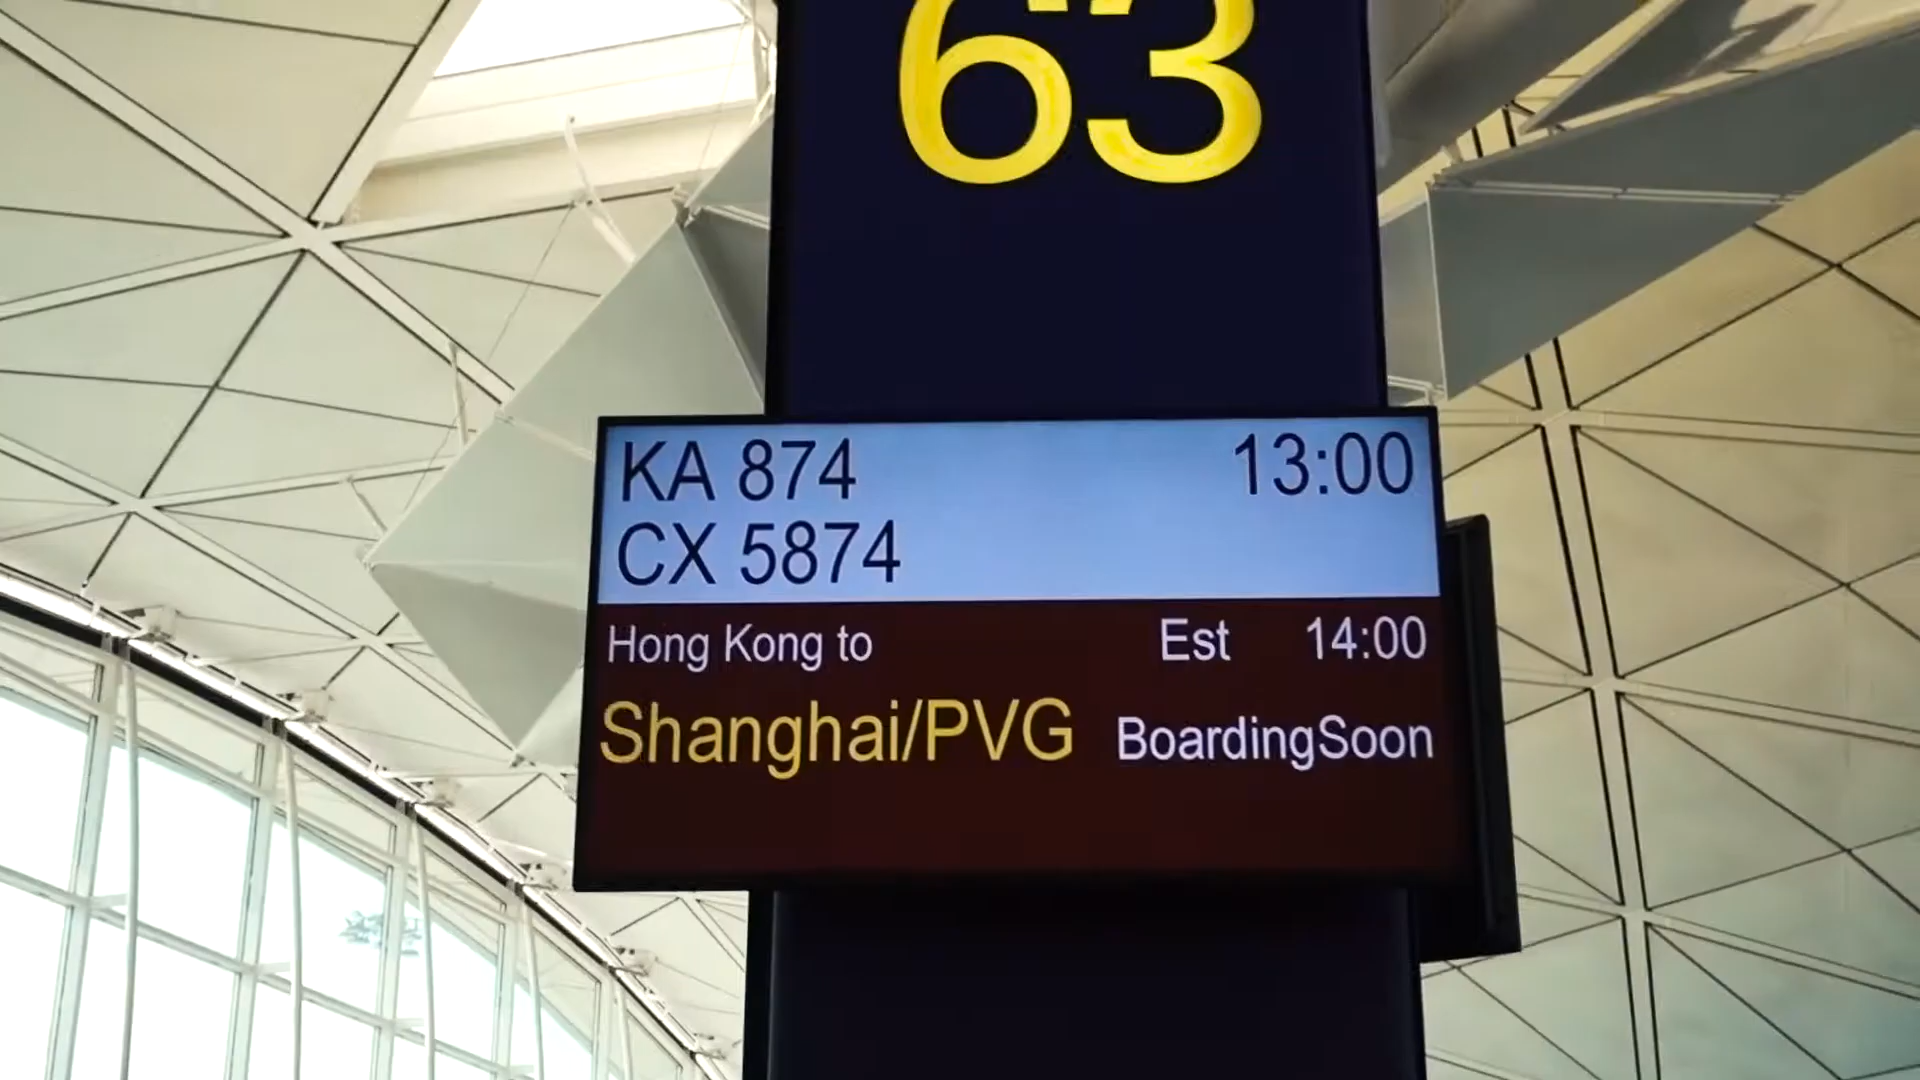 63
KA 874 13:00
CX 5874
Hong Kong to Est 14:00
Shanghai/PVG BoardingSoon